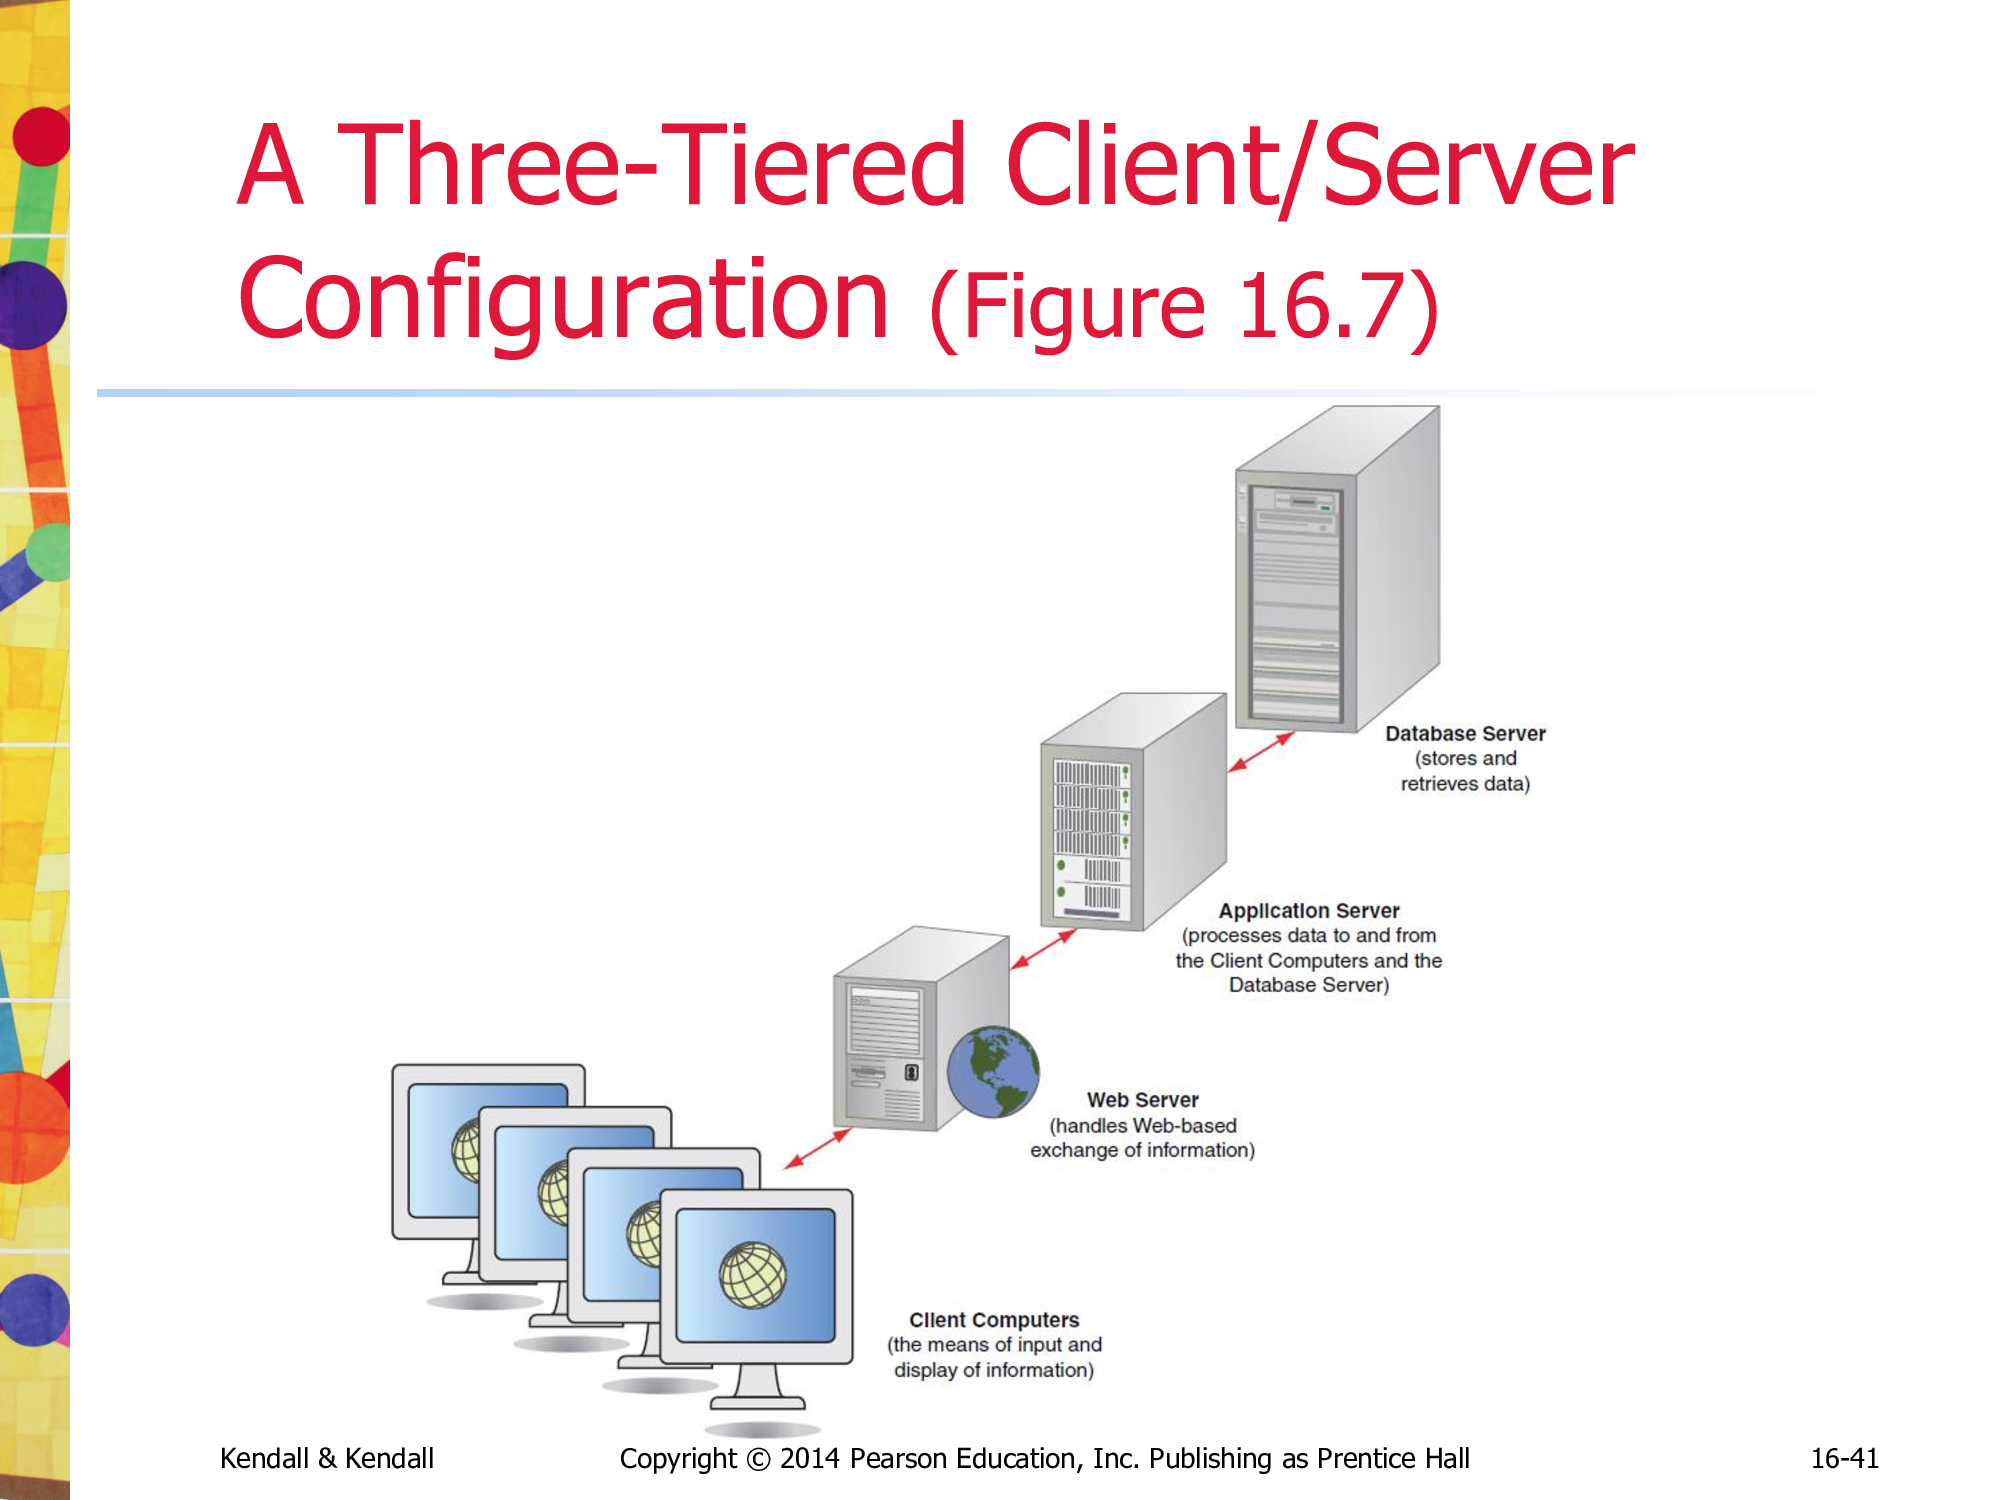 A Three-Tiered Client/Server
Configuration (Figure 16.7)
Database Server
(stores and
retrieves data)
Application Server
(processes data to and from
the Client Computers and the
Database Server)
Web Server
(handles Web-based
exchange of information)
Client Computers
(the means of input and
display of information)
Kendall & Kendall
Copyright © 2014 Pearson Education, Inc. Publishing as Prentice Hall
16-41